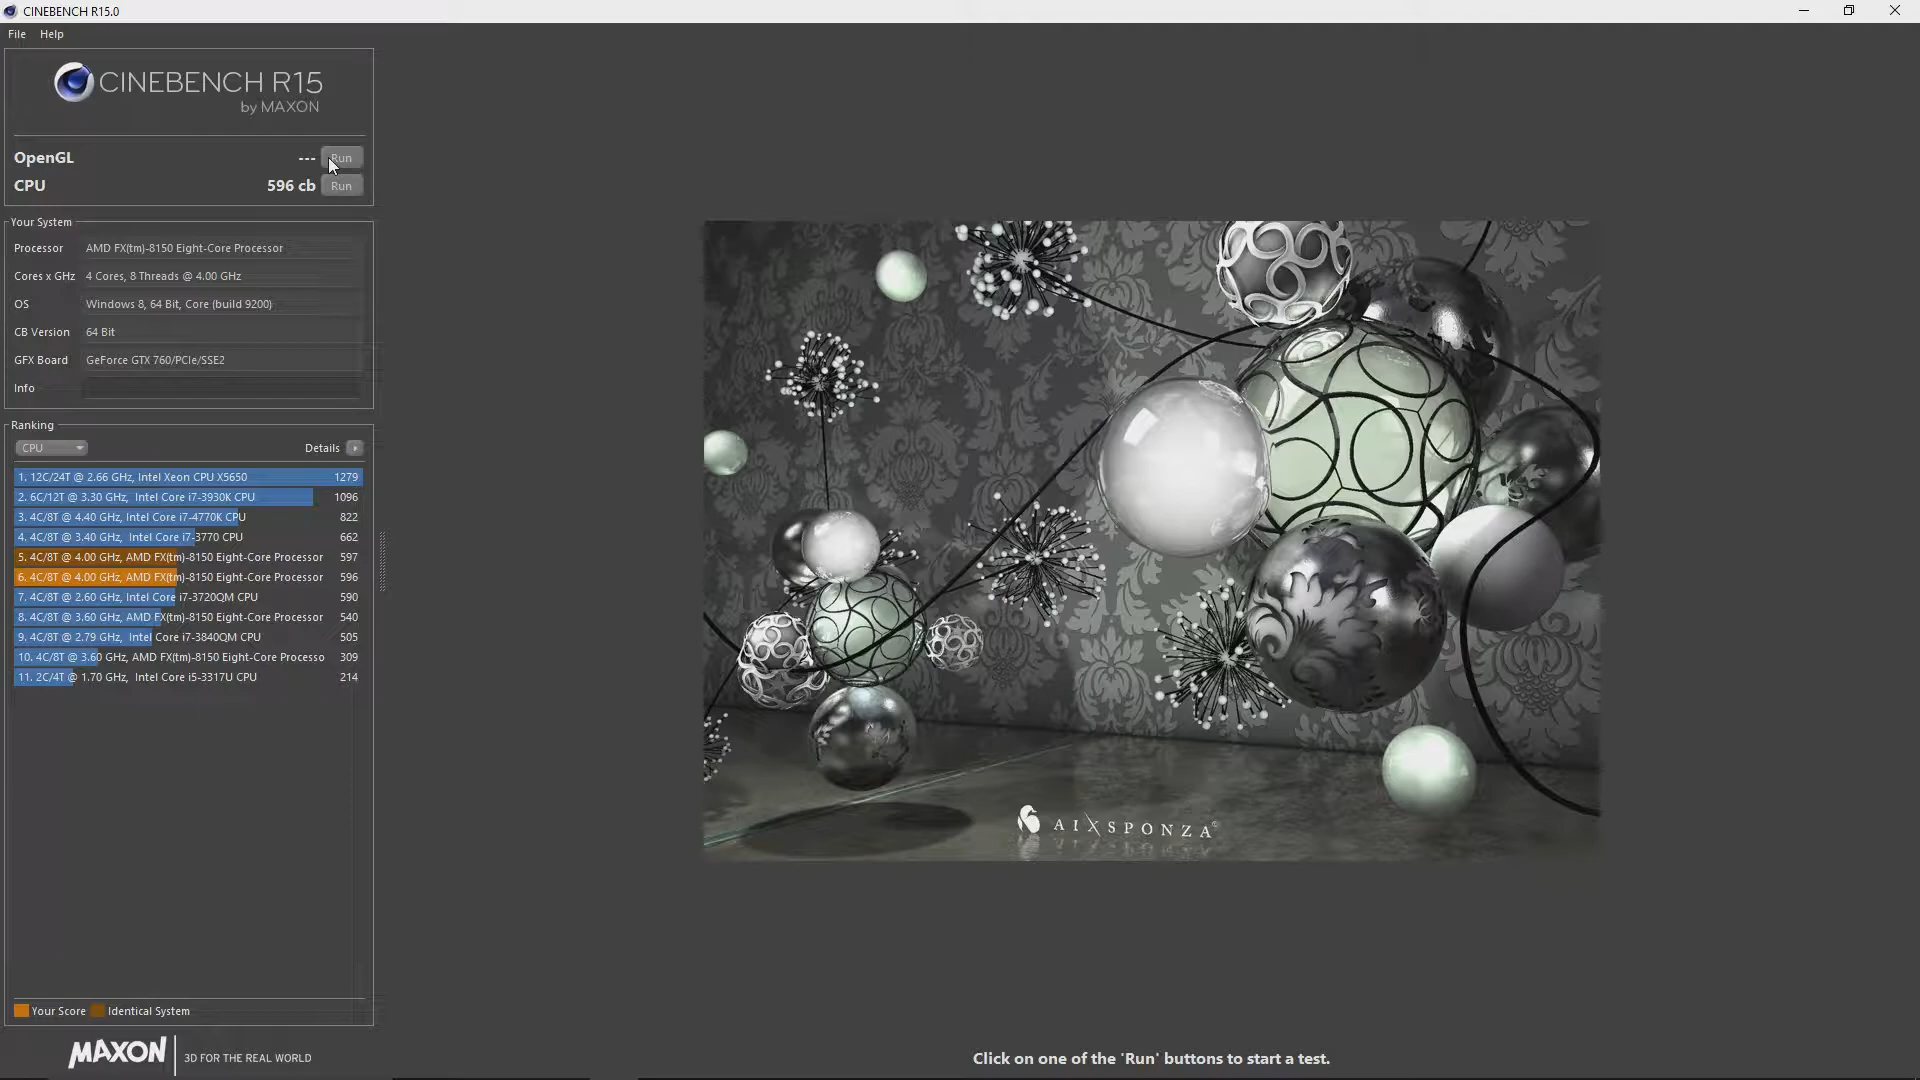 CINEBENCH R15.0
File Help
CINEBENCH R15
by MAXON
OpenGL --- Run
CPU 596 cb Run
Your System
Processor AMD FX(tm)-8150 Eight-Core Processor
Cores x GHz 4 Cores, 8 Threads @ 4.00 GHz
OS Windows 8, 64 Bit, Core (build 9200)
CB Version 64 Bit
GFX Board GeForce GTX 760/PCIe/SSE2
Info
Ranking
CPU Details
1. 12C/24T @ 2.66 GHz, Intel Xeon CPU X5650 1279
2. 6C/12T @ 3.30 GHz, Intel Core i7-3930K CPU 1096
3. 4C/8T @ 4.40 GHz, Intel Core i7-4770K CPU 822
4. 4C/8T @ 3.40 GHz, Intel Core i7-3770 CPU 662
5. 4C/8T @ 4.00 GHz, AMD FX(tm)-8150 Eight-Core Processor 597
6. 4C/8T @ 4.00 GHz, AMD FX(tm)-8150 Eight-Core Processor 596
7. 4C/8T @ 2.60 GHz, Intel Core i7-3720QM CPU 590
8. 4C/8T @ 3.60 GHz, AMD FX(tm)-8150 Eight-Core Processor 540
9. 4C/8T @ 2.79 GHz, Intel Core i7-3840QM CPU 505
10. 4C/8T @ 3.60 GHz, AMD FX(tm)-8150 Eight-Core Processo 309
11. 2C/4T @ 1.70 GHz, Intel Core i5-3317U CPU 214
AIXSPONZA©
Your Score Identical System
MAXON 3D FOR THE REAL WORLD
Click on one of the 'Run' buttons to start a test.